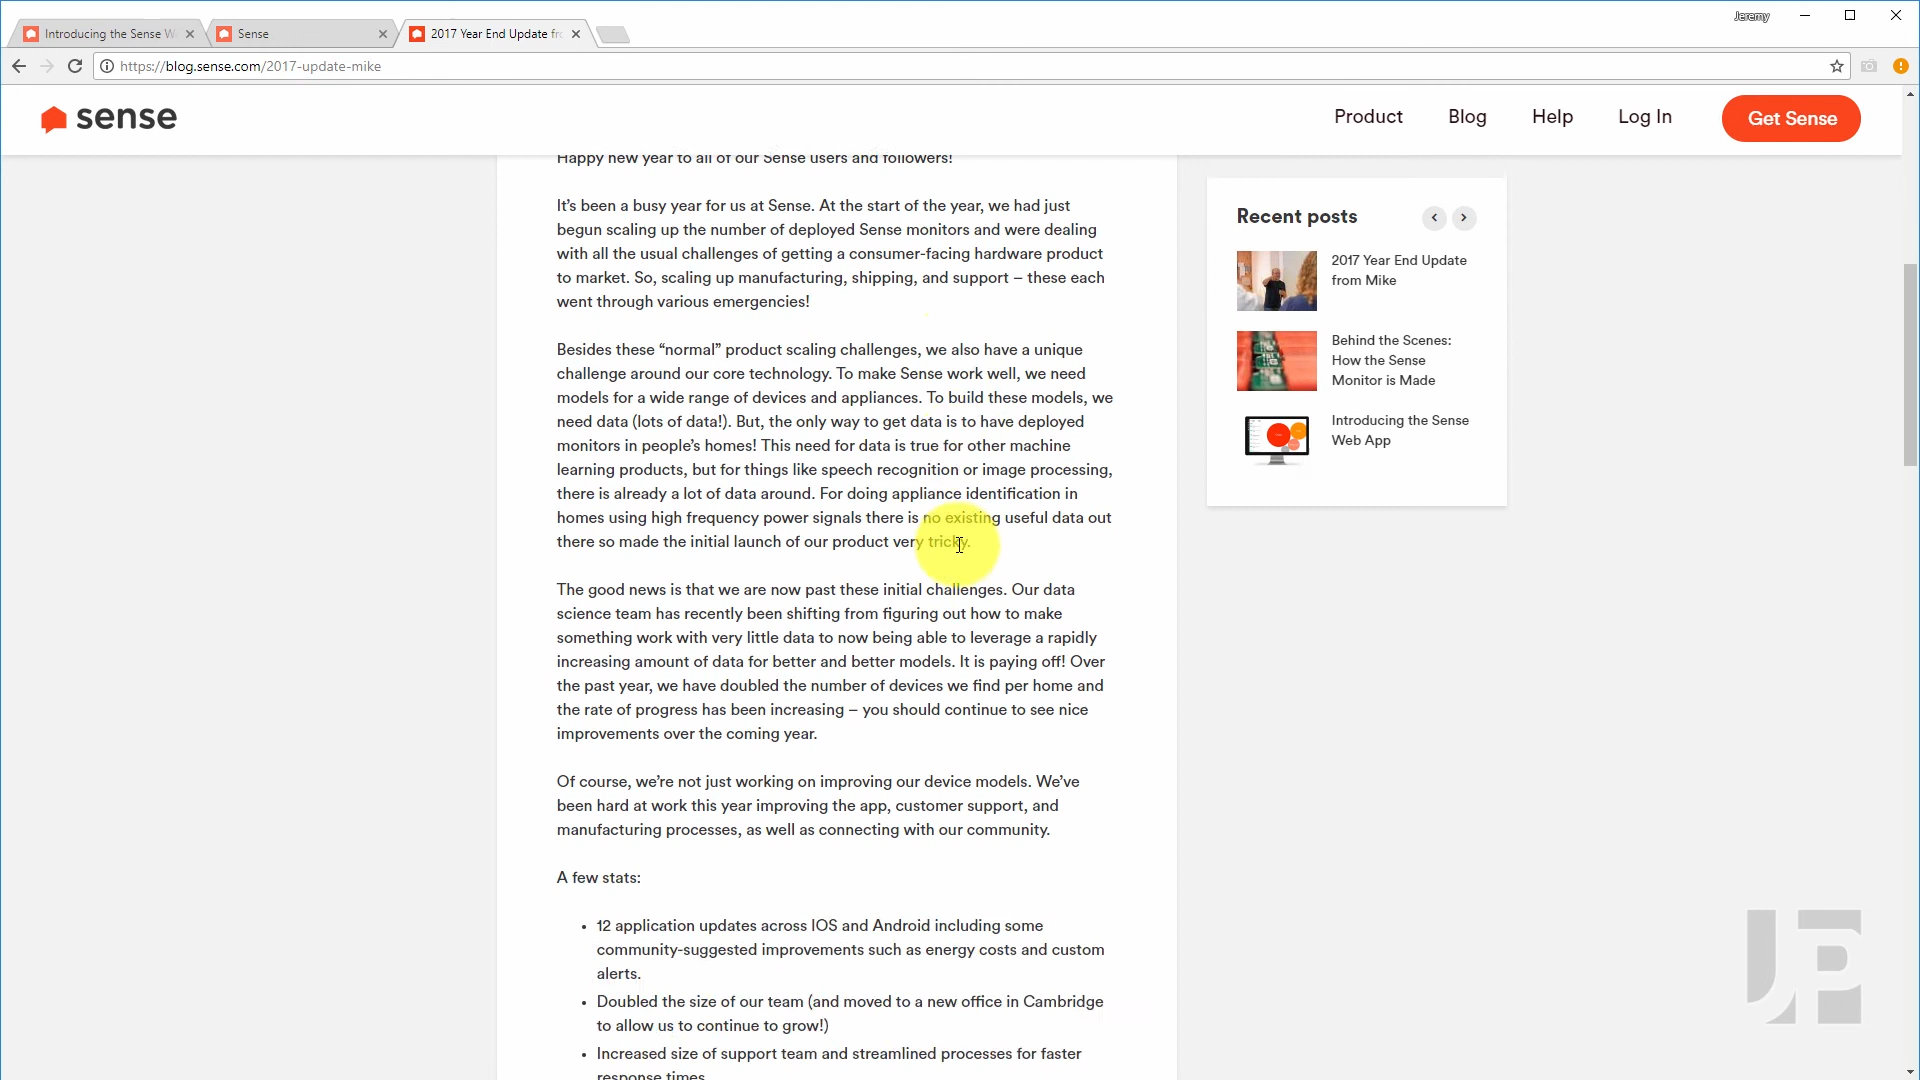 Jeremy
Introducing the Sense W
Sense
2017 Year End Update fr
https://blog.sense.com/2017-update-mike
sense
Product
Blog
Help
Log In
Get Sense
Happy new year to all of our Sense users and followers!
It’s been a busy year for us at Sense. At the start of the year, we had just
begun scaling up the number of deployed Sense monitors and were dealing
with all the usual challenges of getting a consumer-facing hardware product
to market. So, scaling up manufacturing, shipping, and support – these each
went through various emergencies!
Besides these “normal” product scaling challenges, we also have a unique
challenge around our core technology. To make Sense work well, we need
models for a wide range of devices and appliances. To build these models, we
need data (lots of data!). But, the only way to get data is to have deployed
monitors in people’s homes! This need for data is true for other machine
learning products, but for things like speech recognition or image processing,
there is already a lot of data around. For doing appliance identification in
homes using high frequency power signals there is no existing useful data out
there so made the initial launch of our product very tricky.
The good news is that we are now past these initial challenges. Our data
science team has recently been shifting from figuring out how to make
something work with very little data to now being able to leverage a rapidly
increasing amount of data for better and better models. It is paying off! Over
the past year, we have doubled the number of devices we find per home and
the rate of progress has been increasing – you should continue to see nice
improvements over the coming year.
Of course, we’re not just working on improving our device models. We’ve
been hard at work this year improving the app, customer support, and
manufacturing processes, as well as connecting with our community.
A few stats:
• 12 application updates across IOS and Android including some
community-suggested improvements such as energy costs and custom
alerts.
• Doubled the size of our team (and moved to a new office in Cambridge
to allow us to continue to grow!)
• Increased size of support team and streamlined processes for faster
response times.
Recent posts
2017 Year End Update
from Mike
Behind the Scenes:
How the Sense
Monitor is Made
Introducing the Sense
Web App
JP